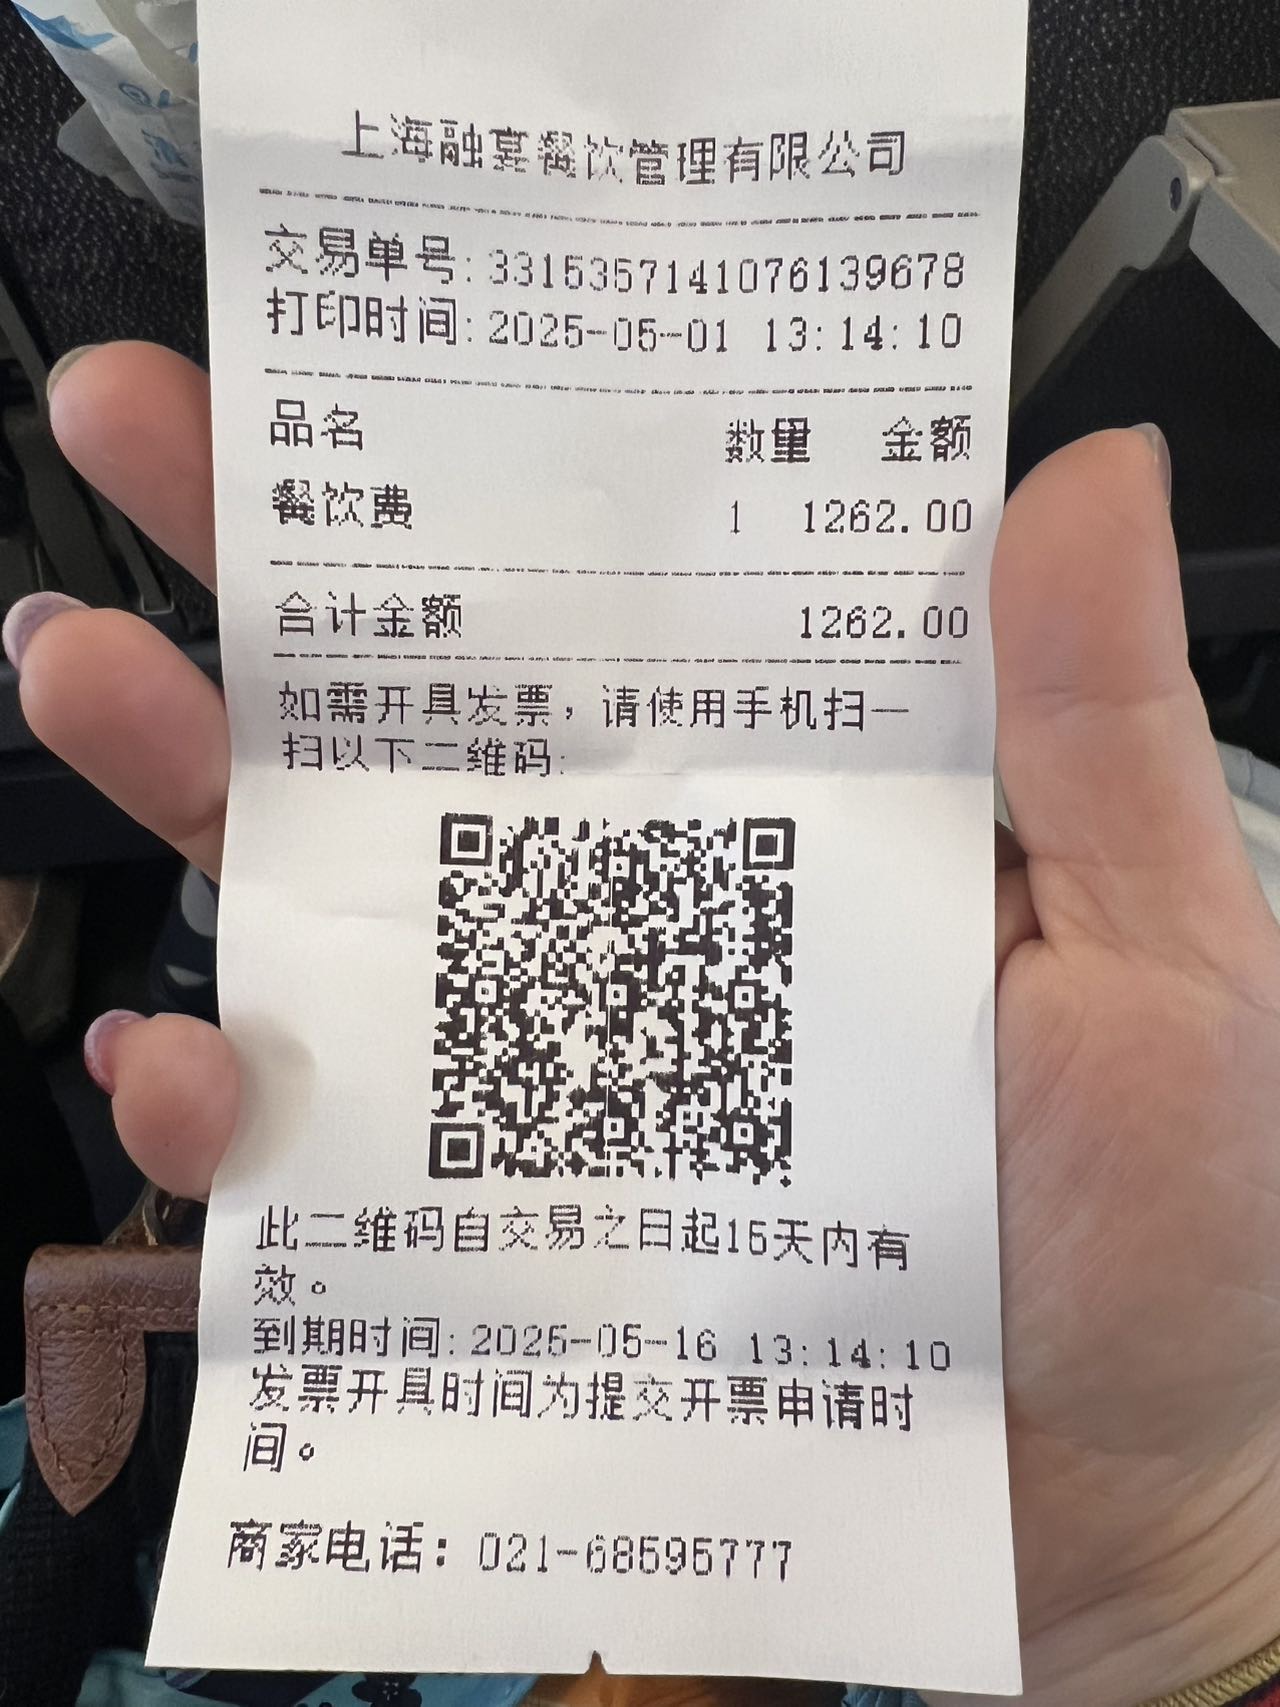 上海融宴餐饮管理有限公司
交易单号:3315357141076139678
打印时间:2025-05-01 13:14:10
品名 数量 金额
餐饮费 1 1262.00
合计金额 1262.00
如需开具发票，请使用手机扫一
扫以下二维码:
此二维码自交易之日起15天内有
效。
到期时间:2025-05-16 13:14:10
发票开具时间为提交开票申请时
间。
商家电话：021-68595777